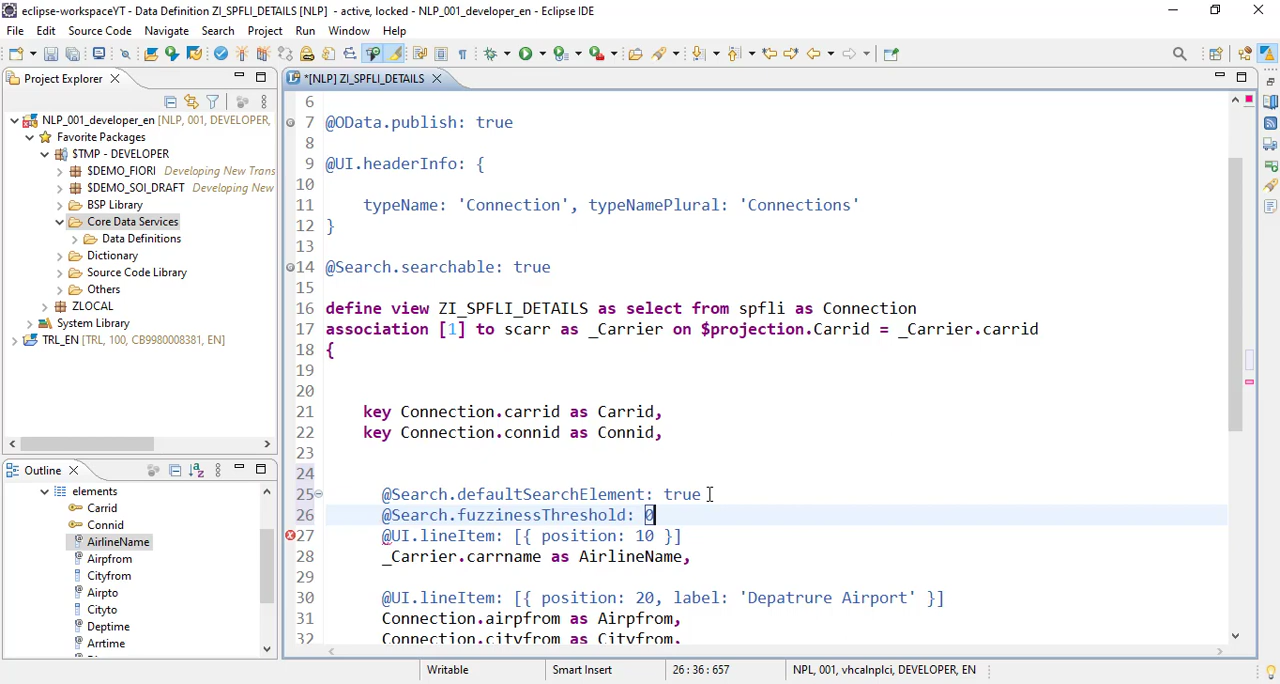 eclipse-workspaceYT - Data Definition ZI_SPFLI_DETAILS [NLP] - active, locked - NLP_001_developer_en - Eclipse IDE
File Edit Source Code Navigate Search Project Run Window Help
Project Explorer
NLP_001_developer_en [NLP, 001, DEVELOPER,
Favorite Packages
$TMP - DEVELOPER
$DEMO_FIORI Developing New Trans
$DEMO_SOI_DRAFT Developing New
BSP Library
Core Data Services
Data Definitions
Dictionary
Source Code Library
Others
ZLOCAL
System Library
TRL_EN [TRL, 100, CB9980008381, EN]
Outline
elements
Carrid
Connid
AirlineName
Airpfrom
Cityfrom
Airpto
Cityto
Deptime
Arrtime
*[NLP] ZI_SPFLI_DETAILS
6
7 @OData.publish: true
8
9 @UI.headerInfo: {
10
11 typeName: 'Connection', typeNamePlural: 'Connections'
12 }
13
14 @Search.searchable: true
15
16 define view ZI_SPFLI_DETAILS as select from spfli as Connection
17 association [1] to scarr as _Carrier on $projection.Carrid = _Carrier.carrid
18 {
19
20
21 key Connection.carrid as Carrid,
22 key Connection.connid as Connid,
23
24
25 @Search.defaultSearchElement: true
26 @Search.fuzzinessThreshold: 0
27 @UI.lineItem: [{ position: 10 }]
28 _Carrier.carrname as AirlineName,
29
30 @UI.lineItem: [{ position: 20, label: 'Depatrure Airport' }]
31 Connection.airpfrom as Airpfrom,
32 Connection.cityfrom as Cityfrom,
Writable Smart Insert 26 : 36 : 657 NPL, 001, vhcalnplci, DEVELOPER, EN